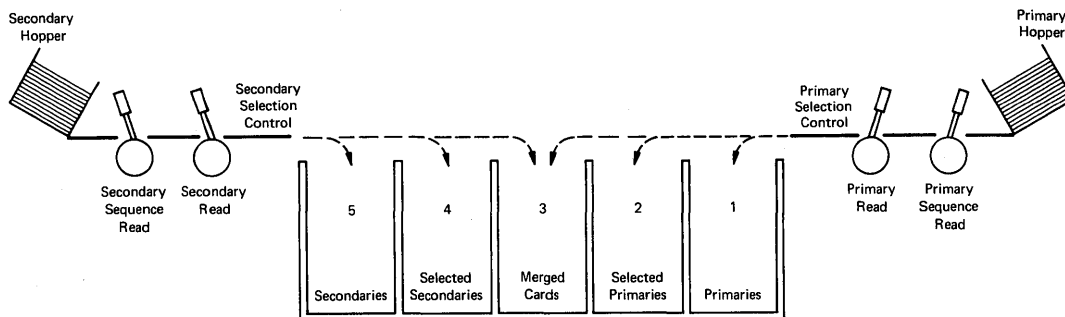 Secondary
Hopper
Primary
Hopper
Secondary
Selection
Control
Primary
Selection
Control
Secondary
Sequence
Read
Secondary
Read
Primary
Read
Primary
Sequence
Read
5
4
3
2
1
Secondaries
Selected
Secondaries
Merged
Cards
Selected
Primaries
Primaries